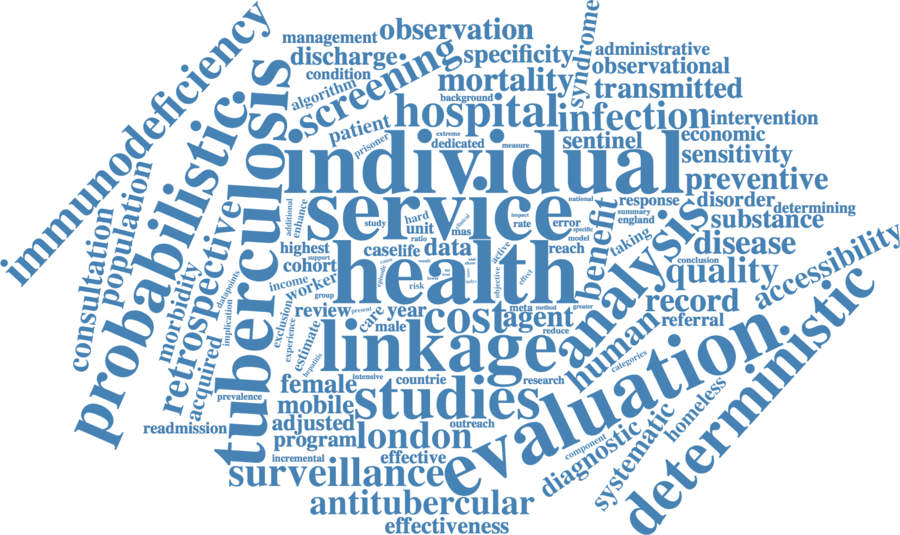 immunodeficiency
management
observation
syndrome
administrative
discharge
screening
specificity
observational
condition
mortality
transmitted
algorithm
background
hospital
infection
intervention
patient
extreme
prisoner
dedicated
measure
sentinel
economic
individual
sensitivity
probabilistic
tuberculosis
preventive
consultation
population
retrospective
morbidity
acquired
datapoints
implication
additional
enhance
service
national
response
disorder
determining
summary
england
substance
study
hard
unit
ratio
clinical
mas
impact
rate
error
specific
model
benefit
taking
analysis
disease
highest
support
caselife
data
active
reach
conclusion
quality
accessibility
cohort
income
worker
group
health
risk
episode
result
objective
effect
record
referral
exclusion
experience
review
present
care
year
male
cost
agent
meta
method
greater
reduce
human
estimate
hepatitis
linkage
categories
deterministic
evaluation
female
intensive
countrie
research
studies
prevalence
mobile
outreach
readmission
adjusted
program
london
homeless
systematic
diagnostic
component
incremental
effective
surveillance
antitubercular
effectiveness